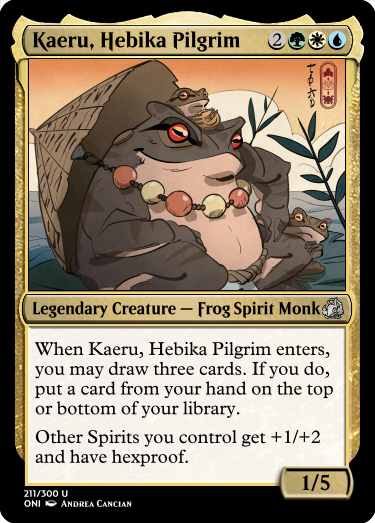 Kaeru, Hebika Pilgrim 2
Legendary Creature — Frog Spirit Monk
When Kaeru, Hebika Pilgrim enters,
you may draw three cards. If you do,
put a card from your hand on the top
or bottom of your library.
Other Spirits you control get +1/+2
and have hexproof.
1/5
211/300 U
ONI Andrea Cancian